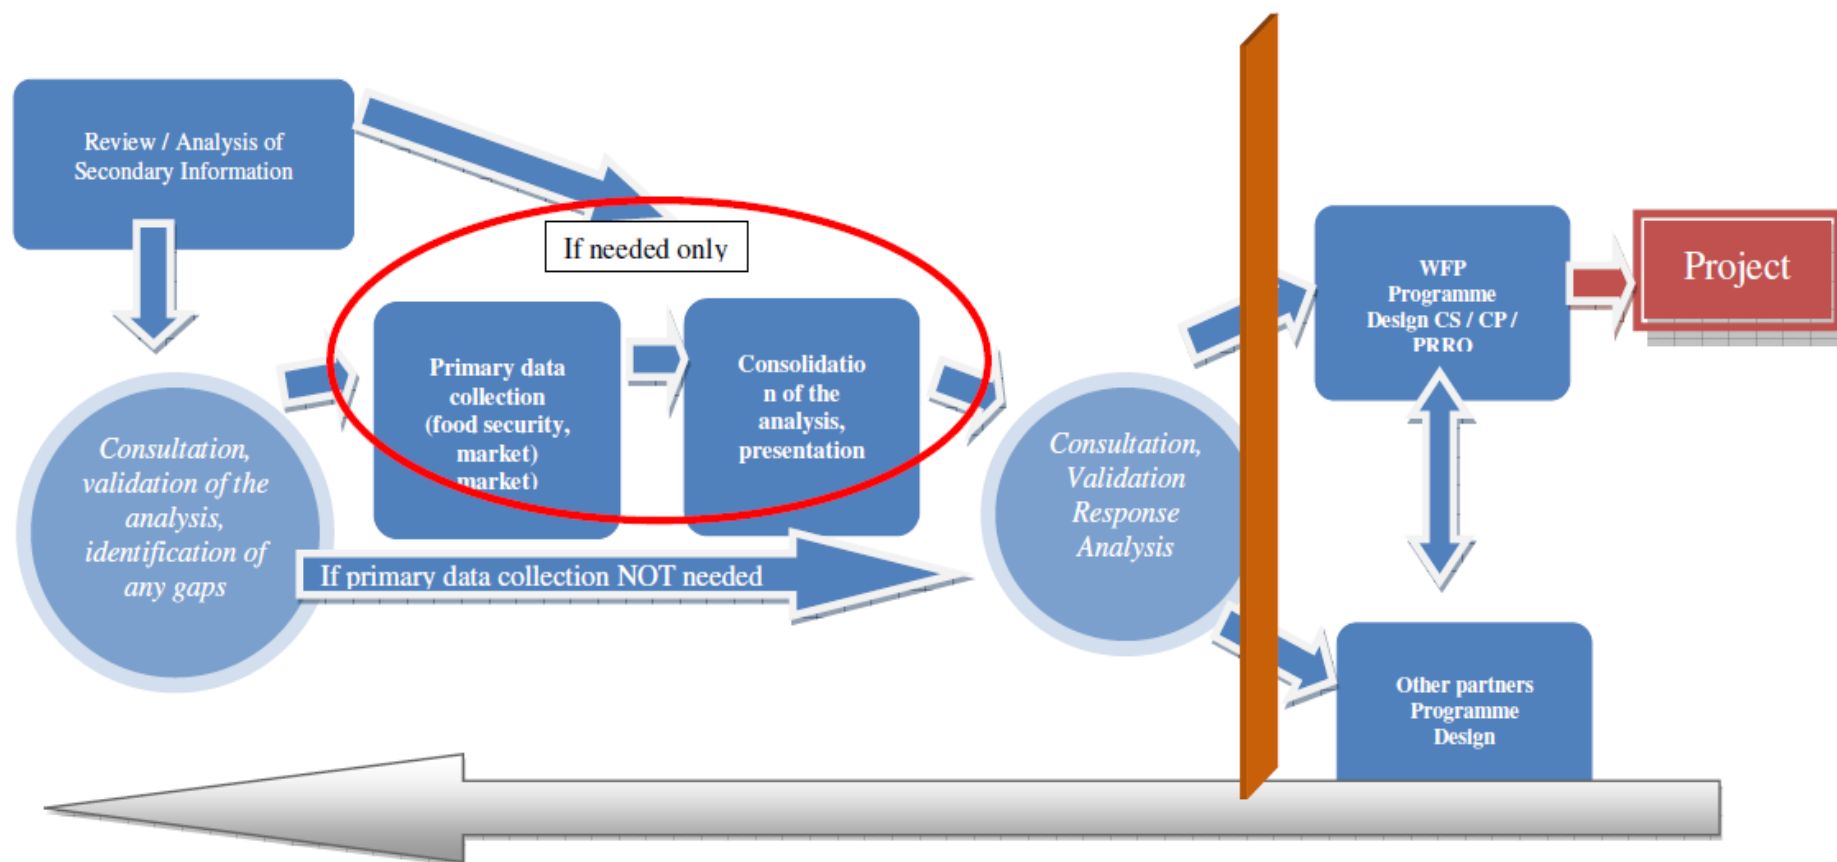 Review / Analysis of
Secondary Information
If needed only
Primary data
collection
(food security,
market)
market)
Consolidatio
n of the
analysis,
presentation
Consultation,
validation of the
analysis,
identification of
any gaps
If primary data collection NOT needed
Consultation,
Validation
Response
Analysis
WFP
Programme
Design CS / CP /
PRRO
Project
Other partners
Programme
Design